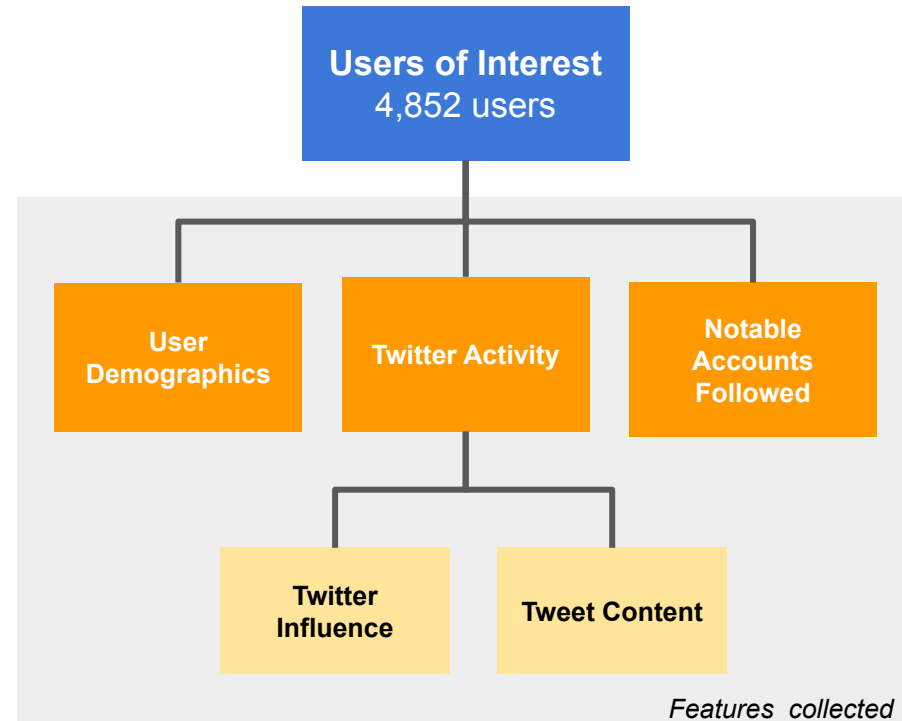 Users of Interest
4,852 users
User
Demographics
Twitter Activity
Notable
Accounts
Followed
Twitter
Influence
Tweet Content
Features collected